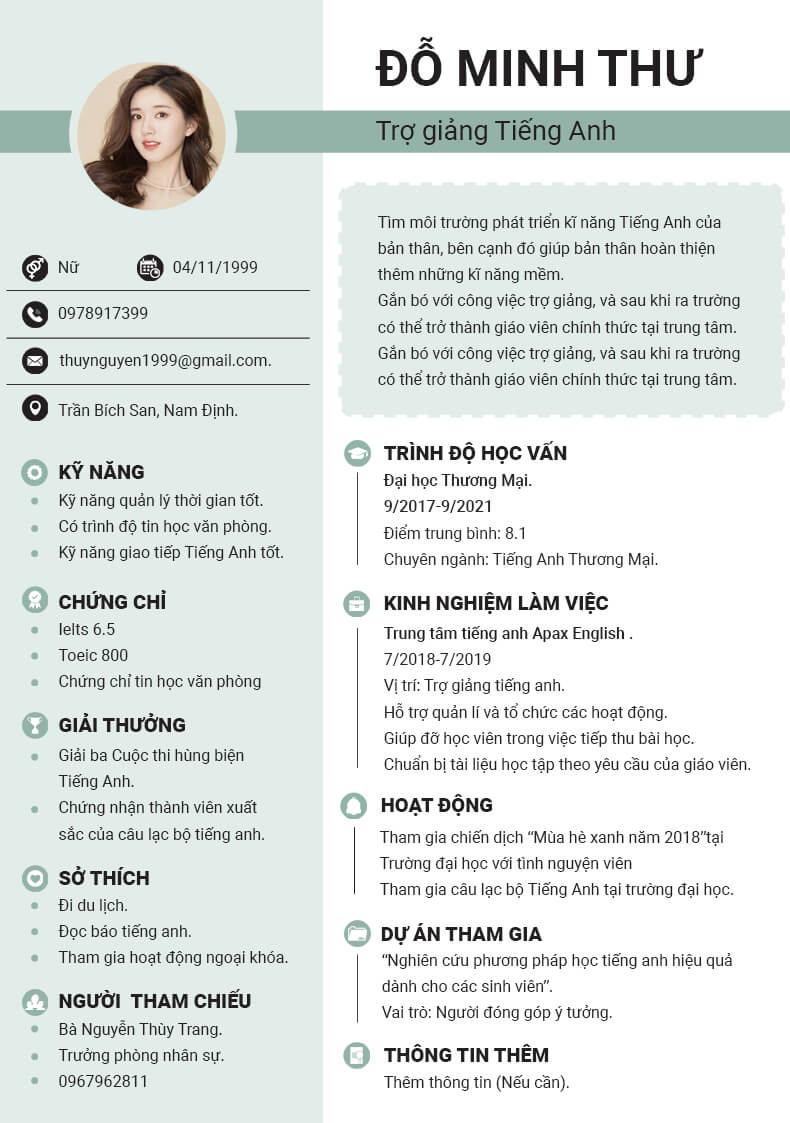 ĐỖ MINH THƯ
Trợ giảng Tiếng Anh
Nữ
04/11/1999
0978917399
thuynguyen1999@gmail.com.
Trần Bích San, Nam Định.
KỸ NĂNG
Kỹ năng quản lý thời gian tốt.
Có trình độ tin học văn phòng.
Kỹ năng giao tiếp Tiếng Anh tốt.
CHỨNG CHỈ
Ielts 6.5
Toeic 800
Chứng chỉ tin học văn phòng
GIẢI THƯỞNG
Giải ba Cuộc thi hùng biện
Tiếng Anh.
Chứng nhận thành viên xuất
sắc của câu lạc bộ tiếng anh.
SỞ THÍCH
Đi du lịch.
Đọc báo tiếng anh.
Tham gia hoạt động ngoại khóa.
NGƯỜI THAM CHIẾU
Bà Nguyễn Thùy Trang.
Trưởng phòng nhân sự.
0967962811
Tìm môi trường phát triển kĩ năng Tiếng Anh của
bản thân, bên cạnh đó giúp bản thân hoàn thiện
thêm những kĩ năng mềm.
Gắn bó với công việc trợ giảng, và sau khi ra trường
có thể trở thành giáo viên chính thức tại trung tâm.
Gắn bó với công việc trợ giảng, và sau khi ra trường
có thể trở thành giáo viên chính thức tại trung tâm.
TRÌNH ĐỘ HỌC VẤN
Đại học Thương Mại.
9/2017-9/2021
Điểm trung bình: 8.1
Chuyên ngành: Tiếng Anh Thương Mại.
KINH NGHIỆM LÀM VIỆC
Trung tâm tiếng anh Apax English .
7/2018-7/2019
Vị trí: Trợ giảng tiếng anh.
Hỗ trợ quản lí và tổ chức các hoạt động.
Giúp đỡ học viên trong việc tiếp thu bài học.
Chuẩn bị tài liệu học tập theo yêu cầu của giáo viên.
HOẠT ĐỘNG
Tham gia chiến dịch “Mùa hè xanh năm 2018”tại
Trường đại học với tình nguyện viên
Tham gia câu lạc bộ Tiếng Anh tại trường đại học.
DỰ ÁN THAM GIA
“Nghiên cứu phương pháp học tiếng anh hiệu quả
dành cho các sinh viên”.
Vai trò: Người đóng góp ý tưởng.
THÔNG TIN THÊM
Thêm thông tin (Nếu cần).